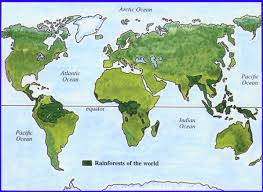 Arctic Ocean
Atlantic
Ocean
Pacific
Ocean
equator
Indian
Ocean
Pacific
Ocean
Rainforests of the world